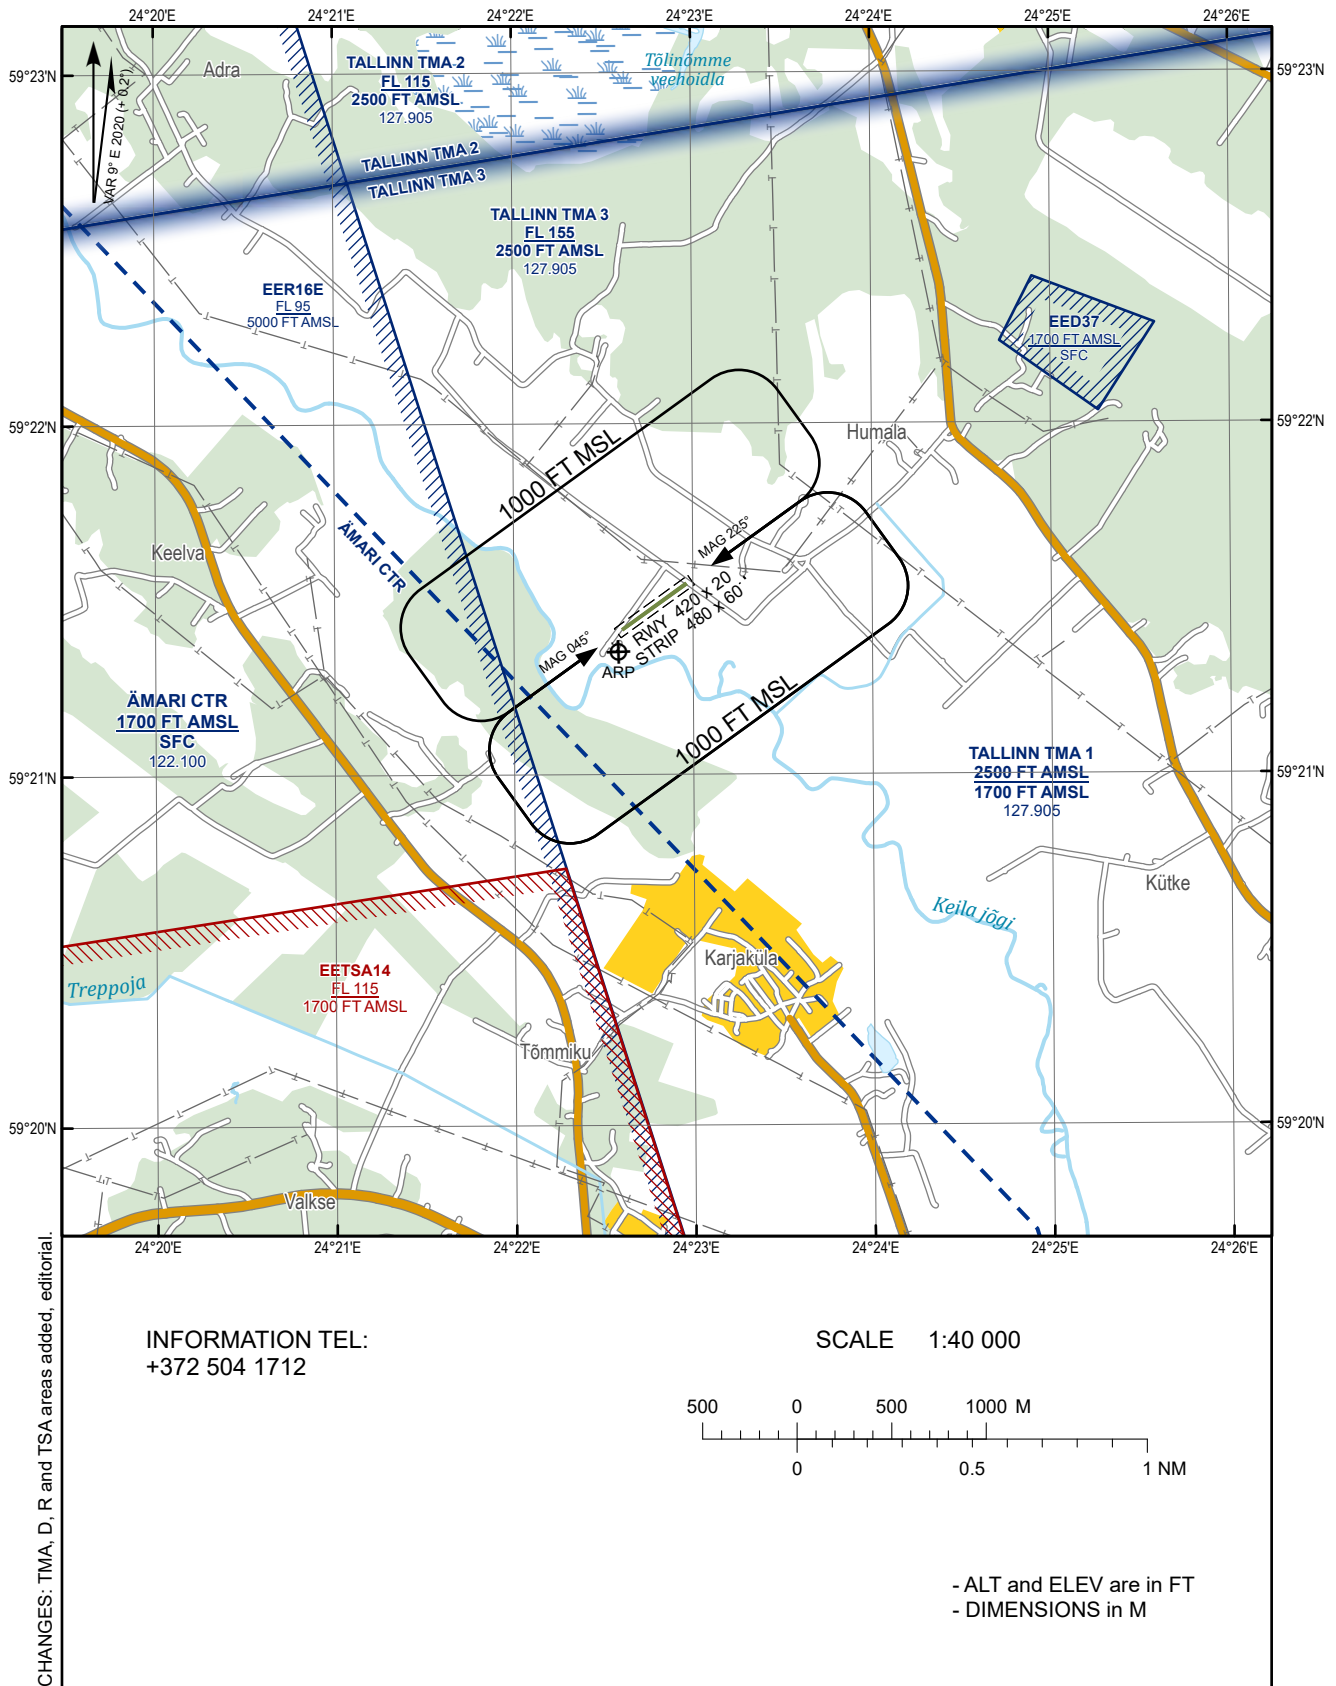 24°20'E
24°21'E
24°22'E
24°23'E
24°24'E
24°25'E
24°26'E
59°23'N
59°23'N
VAR 9° E 2020 (+ 0.2°)
Adra
TALLINN TMA 2
FL 115
2500 FT AMSL
127.905
Tõlinõmme
veehoidla
TALLINN TMA 2
TALLINN TMA 3
TALLINN TMA 3
FL 155
2500 FT AMSL
127.905
EER16E
FL 95
5000 FT AMSL
EED37
1700 FT AMSL
SFC
59°22'N
59°22'N
Humala
1000 FT MSL
Keelva
ÄMARI CTR
MAG 225°
RWY 420 x 20
STRIP 480 x 60
MAG 045°
ARP
1000 FT MSL
ÄMARI CTR
1700 FT AMSL
SFC
122.100
TALLINN TMA 1
2500 FT AMSL
1700 FT AMSL
127.905
59°21'N
59°21'N
Kütke
Keila jõgi
Karjaküla
EETSA14
FL 115
1700 FT AMSL
Treppoja
Tõmmiku
59°20'N
59°20'N
Valkse
24°20'E
24°21'E
24°22'E
24°23'E
24°24'E
24°25'E
24°26'E
CHANGES: TMA, D, R and TSA areas added, editorial.
INFORMATION TEL:
+372 504 1712
SCALE 1:40 000
500 0 500 1000 M
0 0.5 1 NM
- ALT and ELEV are in FT
- DIMENSIONS in M